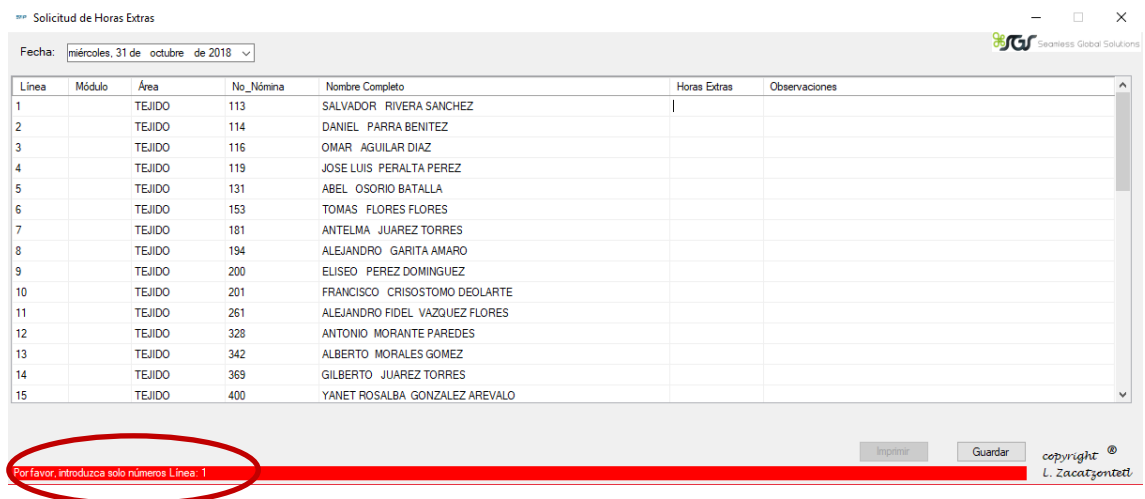 SFP Solicitud de Horas Extras
Fecha: miércoles, 31 de octubre de 2018
SGS Seamless Global Solutions
Línea Módulo Área No_Nómina Nombre Completo Horas Extras Observaciones
1 TEJIDO 113 SALVADOR RIVERA SANCHEZ
2 TEJIDO 114 DANIEL PARRA BENITEZ
3 TEJIDO 116 OMAR AGUILAR DIAZ
4 TEJIDO 119 JOSE LUIS PERALTA PEREZ
5 TEJIDO 131 ABEL OSORIO BATALLA
6 TEJIDO 153 TOMAS FLORES FLORES
7 TEJIDO 181 ANTELMA JUAREZ TORRES
8 TEJIDO 194 ALEJANDRO GARITA AMARO
9 TEJIDO 200 ELISEO PEREZ DOMINGUEZ
10 TEJIDO 201 FRANCISCO CRISOSTOMO DEOLARTE
11 TEJIDO 261 ALEJANDRO FIDEL VAZQUEZ FLORES
12 TEJIDO 328 ANTONIO MORANTE PAREDES
13 TEJIDO 342 ALBERTO MORALES GOMEZ
14 TEJIDO 369 GILBERTO JUAREZ TORRES
15 TEJIDO 400 YANET ROSALBA GONZALEZ AREVALO
Imprimir Guardar copyright ®
Por favor, introduzca solo números Línea: 1 L. Zacatzontetl